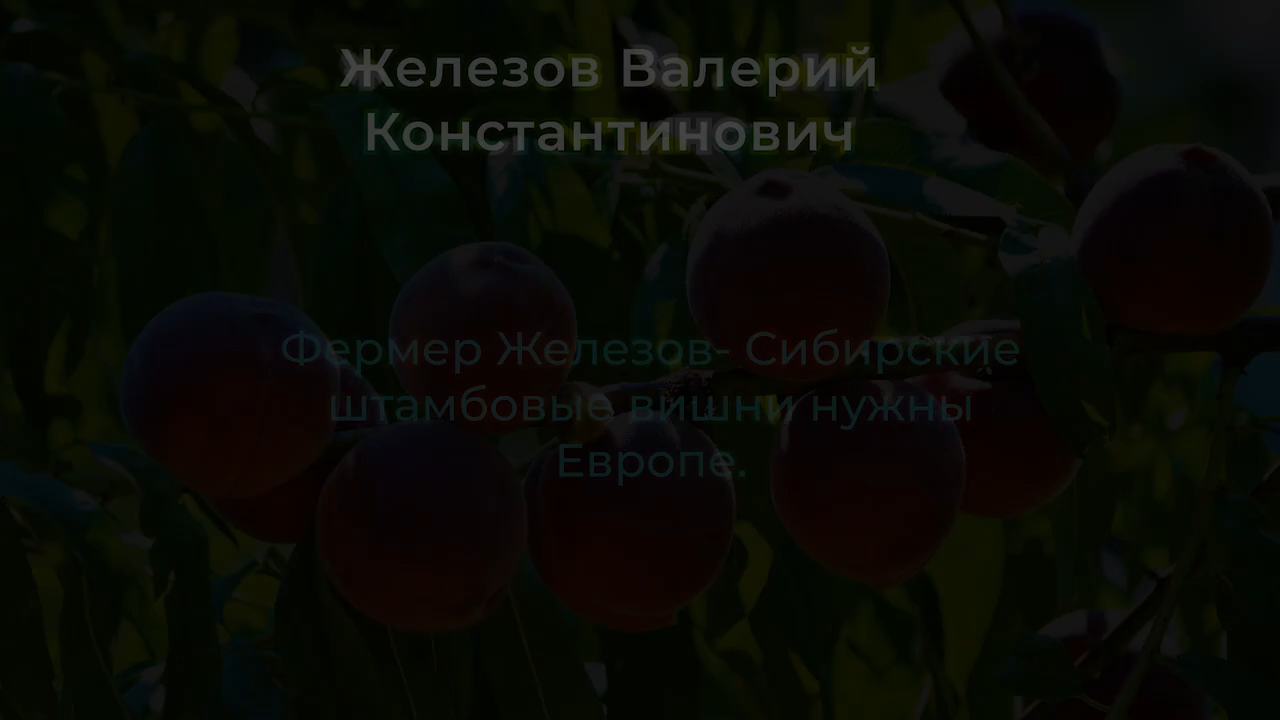 Железов Валерий
Константинович
Фермер Железов- Сибирские
штамбовые вишни нужны
Европе.